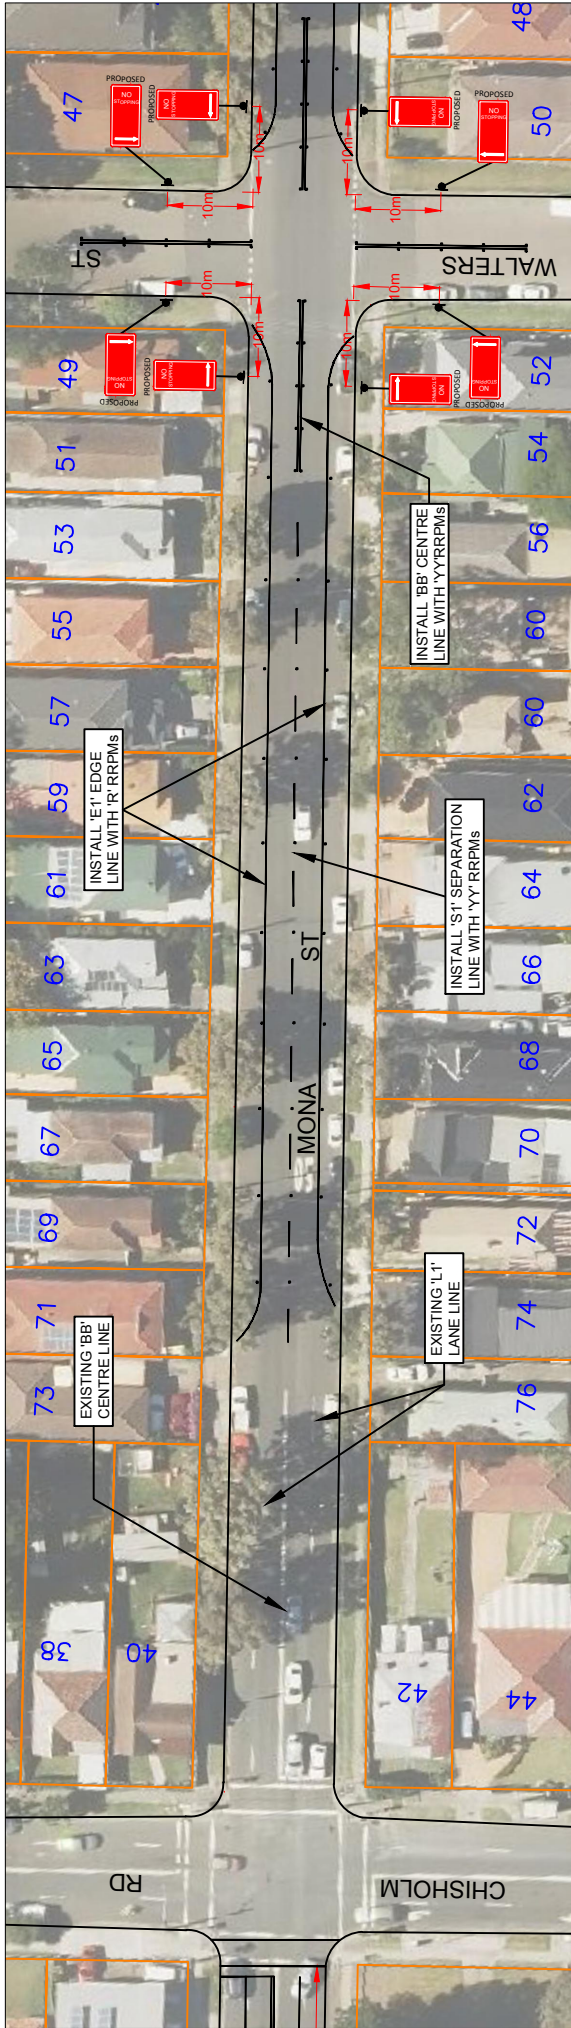 48
47
50
PROPOSED
NO
STOPPING
PROPOSED
NO
STOPPING
PROPOSED
NO
STOPPING
PROPOSED
NO
STOPPING
10m
10m
10m
10m
WALTERS
ST
10m
10m
10m
10m
PROPOSED
NO
STOPPING
PROPOSED
NO
STOPPING
PROPOSED
NO
STOPPING
PROPOSED
NO
STOPPING
49
51
53
55
57
59
61
63
65
67
69
71
73
52
54
56
60
60
62
64
66
68
70
72
74
76
INSTALL 'BB' CENTRE
LINE WITH YY'RRPMs
INSTALL 'E1' EDGE
LINE WITH 'R' RRPMs
INSTALL 'S1' SEPARATION
LINE WITH 'YY' RRPMs
MONA ST
EXISTING 'BB'
CENTRE LINE
EXISTING 'L1'
LANE LINE
38
40
42
44
CHISHOLM
RD